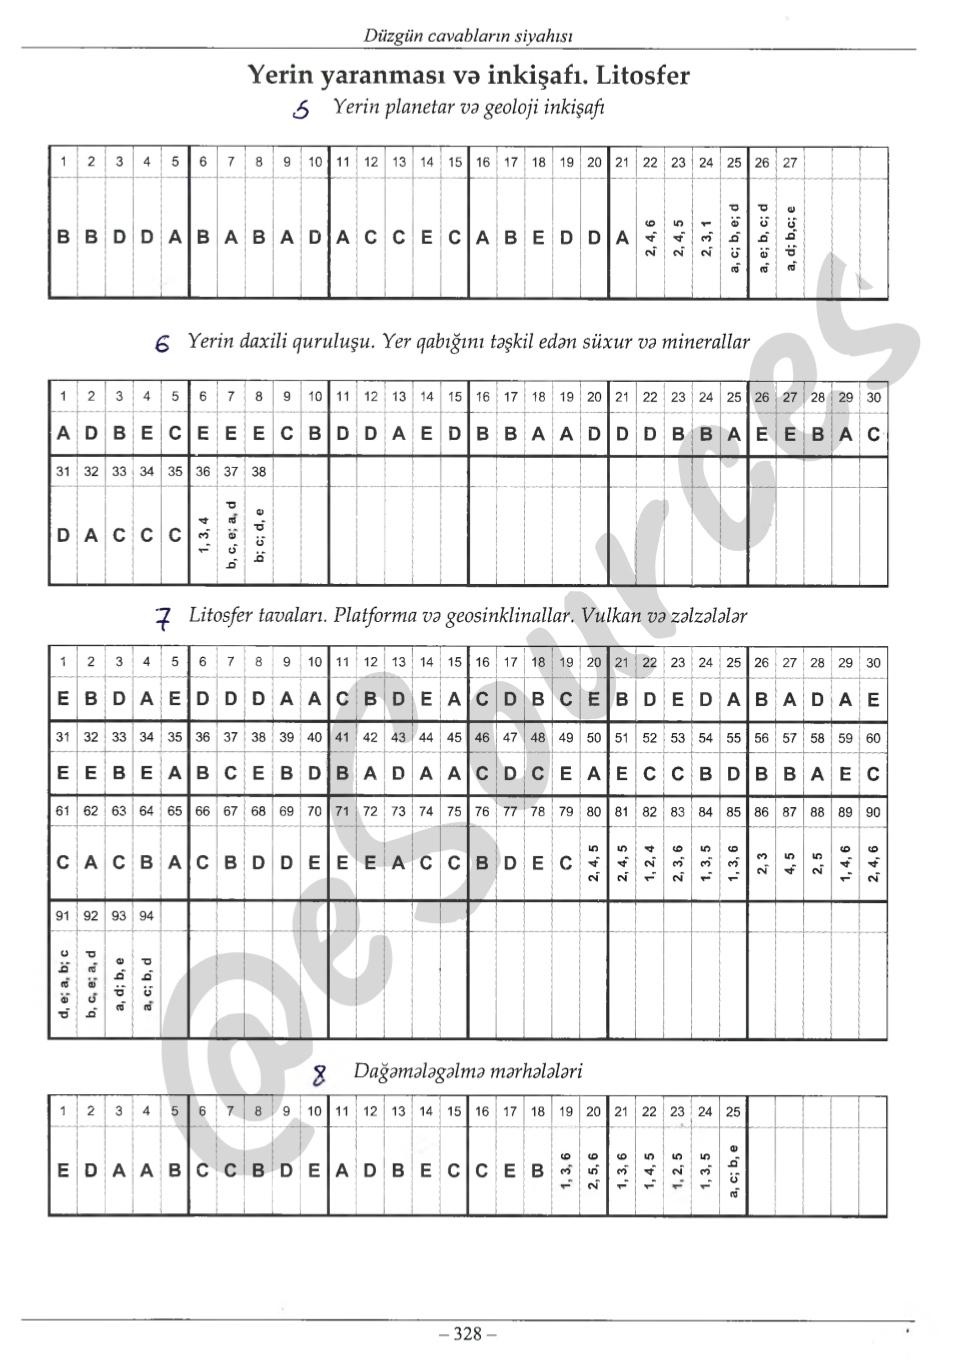 Düzgün cavabların siyahısı
Yerin yaranması və inkişafı. Litosfer
5 Yerin planetar və geoloji inkişafı
1 2 3 4 5 6 7 8 9 10 11 12 13 14 15 16 17 18 19 20 21 22 23 24 25 26 27
B B D D A B A B A D A C C E C A B E D D A 2, 4, 6 2, 4, 5 2, 3, 1 a, c; b, e; d a, e; b, c; d a, d; b,c; e
6 Yerin daxili quruluşu. Yer qabığını təşkil edən süxur və minerallar
1 2 3 4 5 6 7 8 9 10 11 12 13 14 15 16 17 18 19 20 21 22 23 24 25 26 27 28 29 30
A D B E C E E E C B D D A E D B B A A D D D B B A E E B A C
31 32 33 34 35 36 37 38
D A C C C 1, 3, 4 b, c, e; a, d b; c; d, e
7 Litosfer tavaları. Platforma və geosinklinallar. Vulkan və zəlzələlər
1 2 3 4 5 6 7 8 9 10 11 12 13 14 15 16 17 18 19 20 21 22 23 24 25 26 27 28 29 30
E B D A E D D D A A C B D E A C D B C E B D E D A B A D A E
31 32 33 34 35 36 37 38 39 40 41 42 43 44 45 46 47 48 49 50 51 52 53 54 55 56 57 58 59 60
E E B E A B C E B D B A D A A C D C E A E C C B D B B A E C
61 62 63 64 65 66 67 68 69 70 71 72 73 74 75 76 77 78 79 80 81 82 83 84 85 86 87 88 89 90
C A C B A C B D D E E E A C C B D E C 2, 4, 5 2, 4, 5 1, 2, 4 2, 3, 6 1, 3, 5 1, 3, 6 2, 3 4, 5 2, 5 1, 4, 6 2, 4, 6
91 92 93 94
d, e; a, b; c b, c, e; a, d a, d; b, e a, c; b, d
8 Dağəmələgəlmə mərhələləri
1 2 3 4 5 6 7 8 9 10 11 12 13 14 15 16 17 18 19 20 21 22 23 24 25
E D A A B C C B D E A D B E C C E B 1, 3, 6 2, 5, 6 1, 3, 6 1, 4, 5 1, 2, 5 1, 3, 5 a, c; b, e
@eSources
– 328 –